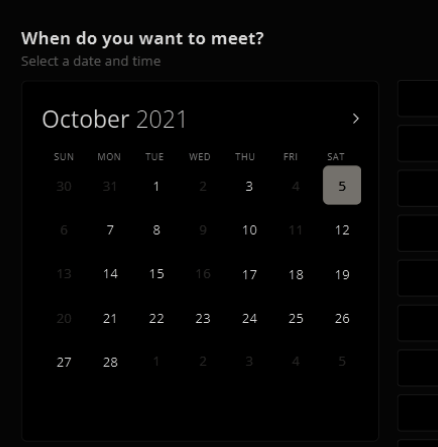 When do you want to meet?
Select a date and time
October 2021 >
SUN MON TUE WED THU FRI SAT
30 31 1 2 3 4 5
6 7 8 9 10 11 12
13 14 15 16 17 18 19
20 21 22 23 24 25 26
27 28 1 2 3 4 5